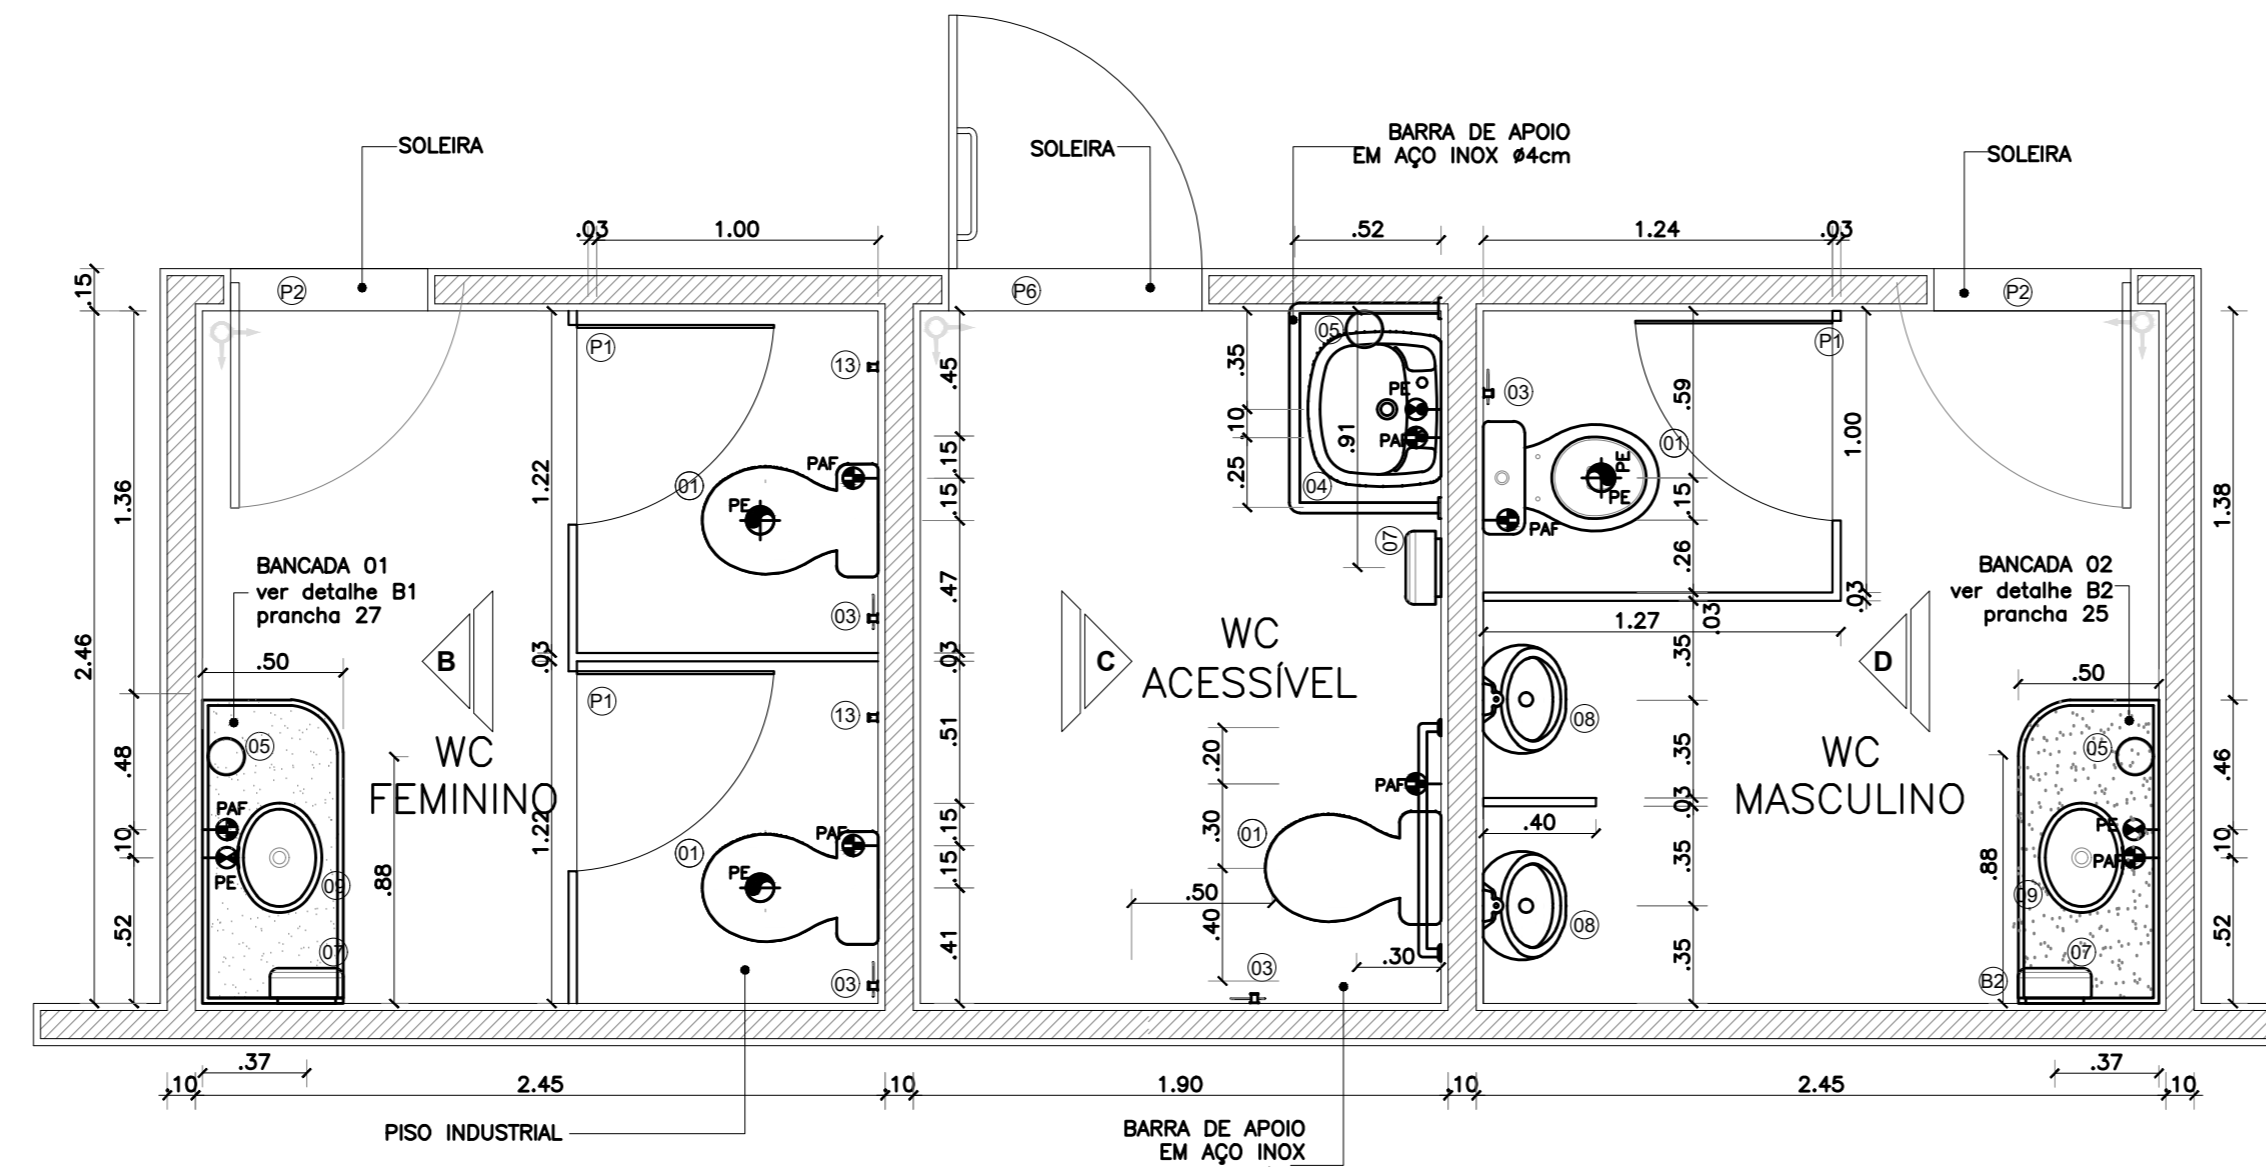 SOLEIRA
SOLEIRA
BARRA DE APOIO
EM AÇO INOX ø4cm
SOLEIRA
.03
1.00
.52
1.24
.03
.15
P2
P6
P2
P1
13
05
03
P1
.45
.35
.59
1.00
PE
.10
.91
PAF
.15
.25
04
.15
1.36
1.22
PAF
01
PE
01
PE
PE
.15
PAF
1.38
07
.26
BANCADA 01
ver detalhe B1
prancha 27
BANCADA 02
ver detalhe B2
prancha 25
.47
03
.03
1.27
.03
2.46
.50
B
.03
.03
C
WC
ACESSÍVEL
.35
D
.50
P1
13
08
05
WC
FEMININO
.48
.51
.20
PAF
.35
WC
MASCULINO
05
.46
PAF
.10
PE
1.22
PAF
.15
.30
01
.03
.40
PE
PAF
.10
01
PE
.15
.88
09
.50
.40
.35
.88
09
.52
.41
08
.52
07
03
03
.30
.35
07
B2
.37
.37
.10
2.45
.10
1.90
.10
2.45
.10
PISO INDUSTRIAL
BARRA DE APOIO
EM AÇO INOX